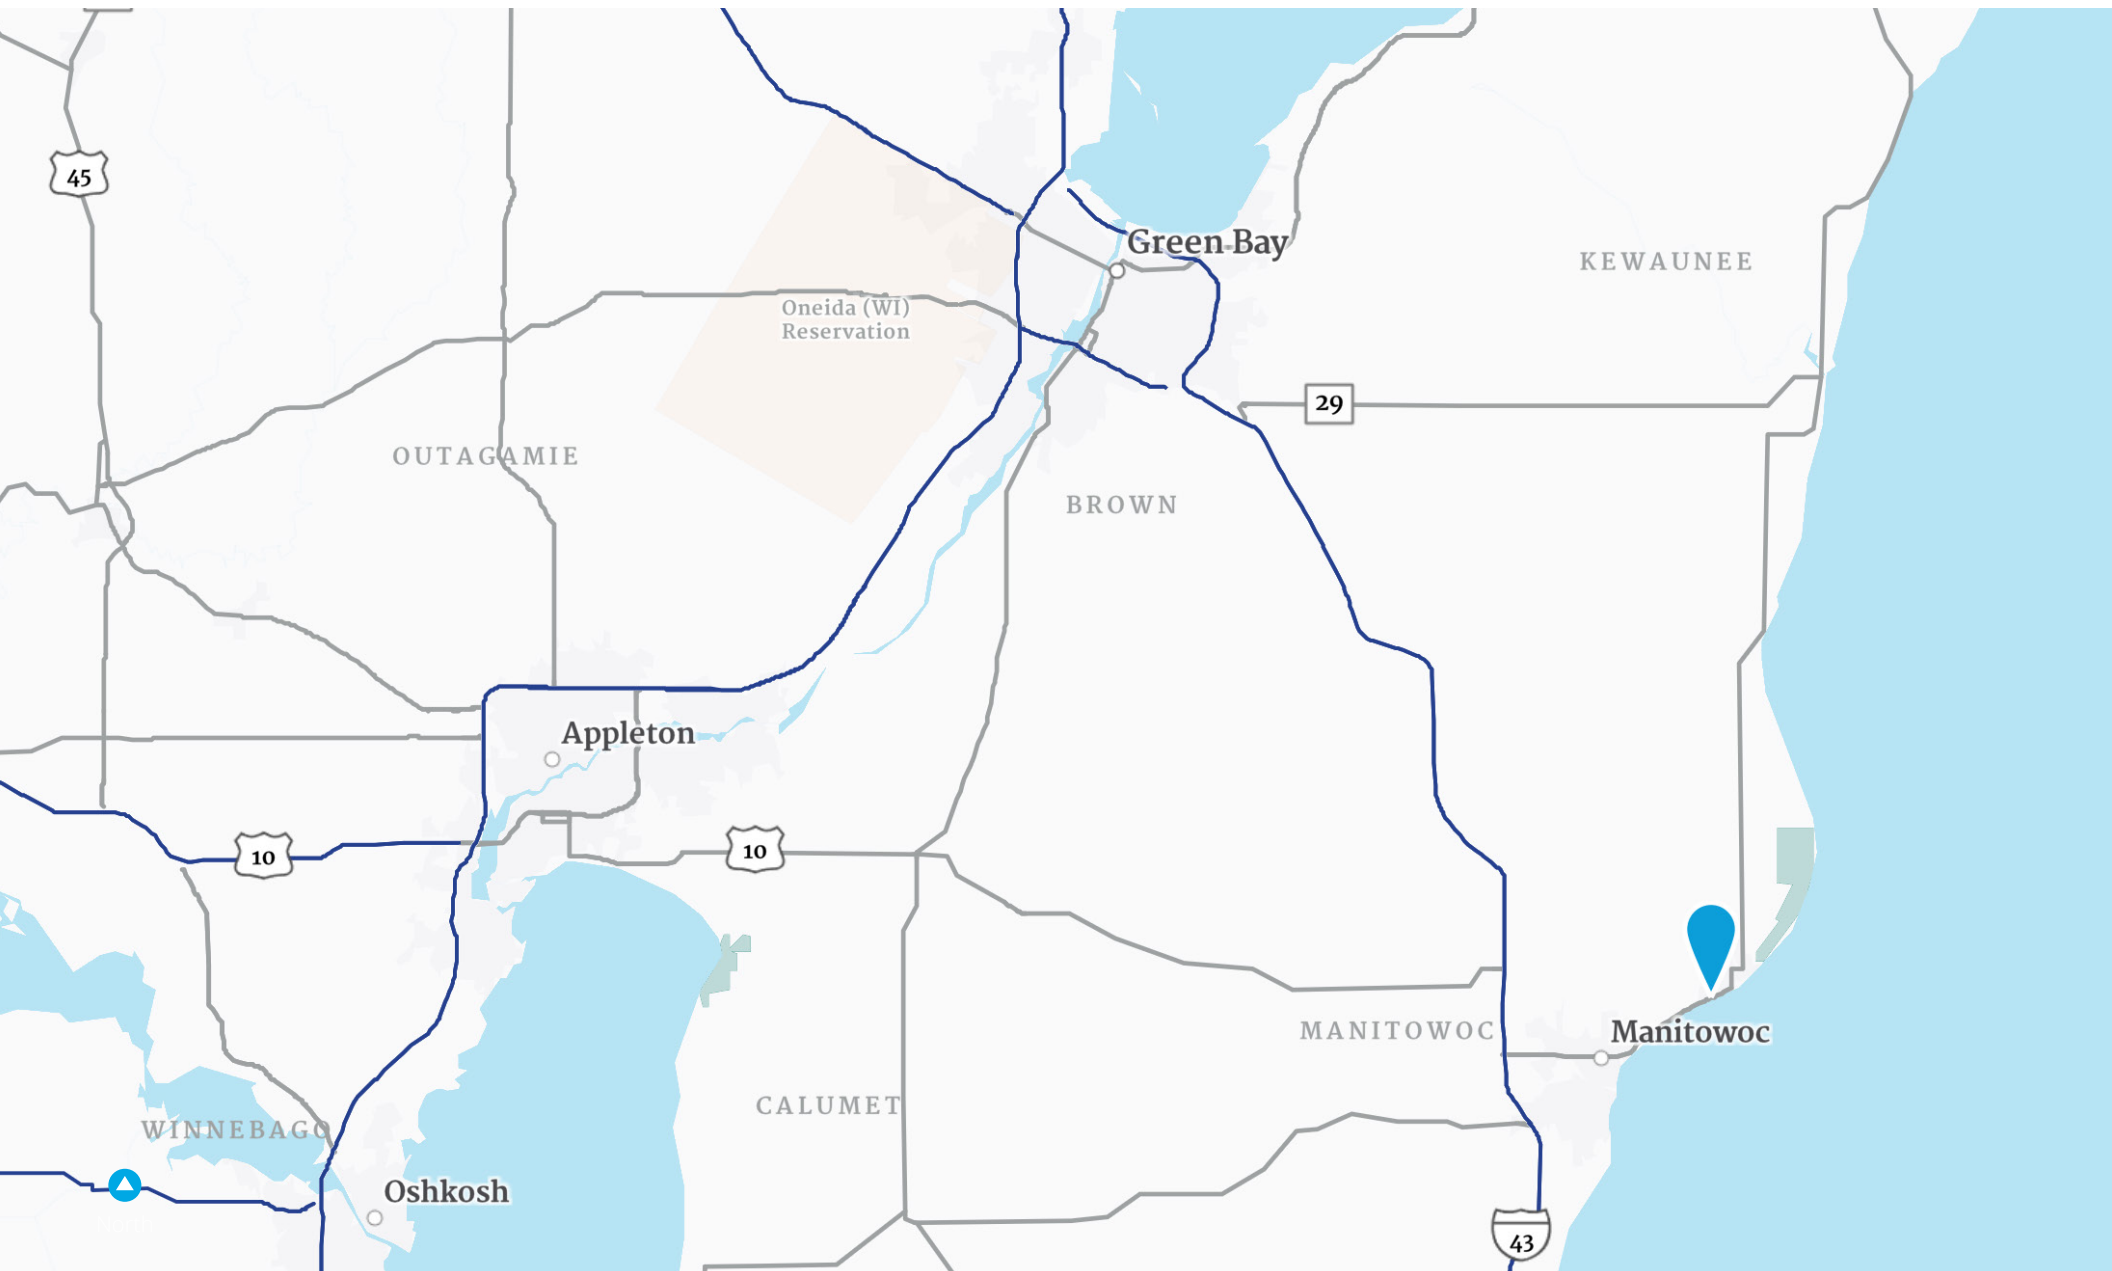 45
Green Bay
KEWAUNEE
Oneida (WI)
Reservation
29
OUTAGAMIE
BROWN
Appleton
10
10
MANITOWOC
Manitowoc
CALUMET
WINNEBAGO
Oshkosh
43